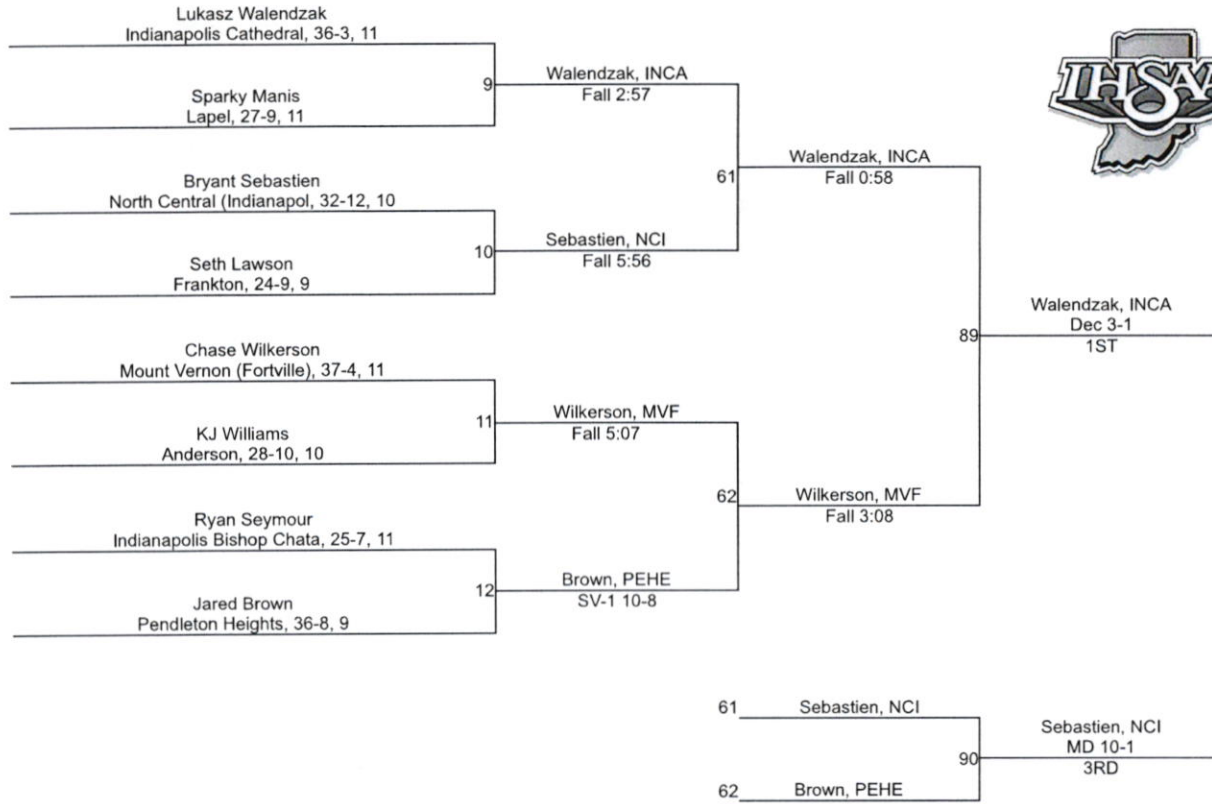 Lukasz Walendzak
Indianapolis Cathedral, 36-3, 11
9
Walendzak, INCA
Fall 2:57
Sparky Manis
Lapel, 27-9, 11
IHSAA
61
Walendzak, INCA
Fall 0:58
Bryant Sebastien
North Central (Indianapol, 32-12, 10
10
Sebastien, NCI
Fall 5:56
Seth Lawson
Frankton, 24-9, 9
89
Walendzak, INCA
Dec 3-1
1ST
Chase Wilkerson
Mount Vernon (Fortville), 37-4, 11
11
Wilkerson, MVF
Fall 5:07
KJ Williams
Anderson, 28-10, 10
62
Wilkerson, MVF
Fall 3:08
Ryan Seymour
Indianapolis Bishop Chata, 25-7, 11
12
Brown, PEHE
SV-1 10-8
Jared Brown
Pendleton Heights, 36-8, 9
61
Sebastien, NCI
90
Sebastien, NCI
MD 10-1
3RD
62
Brown, PEHE